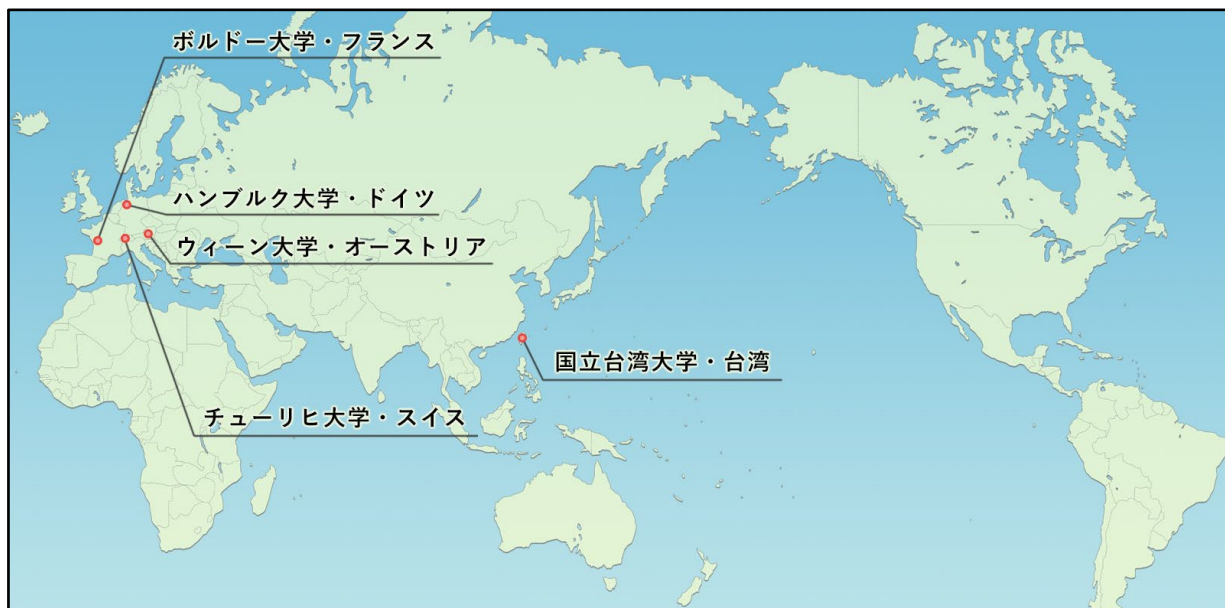 ボルドー大学・フランス
ハンブルク大学・ドイツ
ウィーン大学・オーストリア
国立台湾大学・台湾
チューリヒ大学・スイス